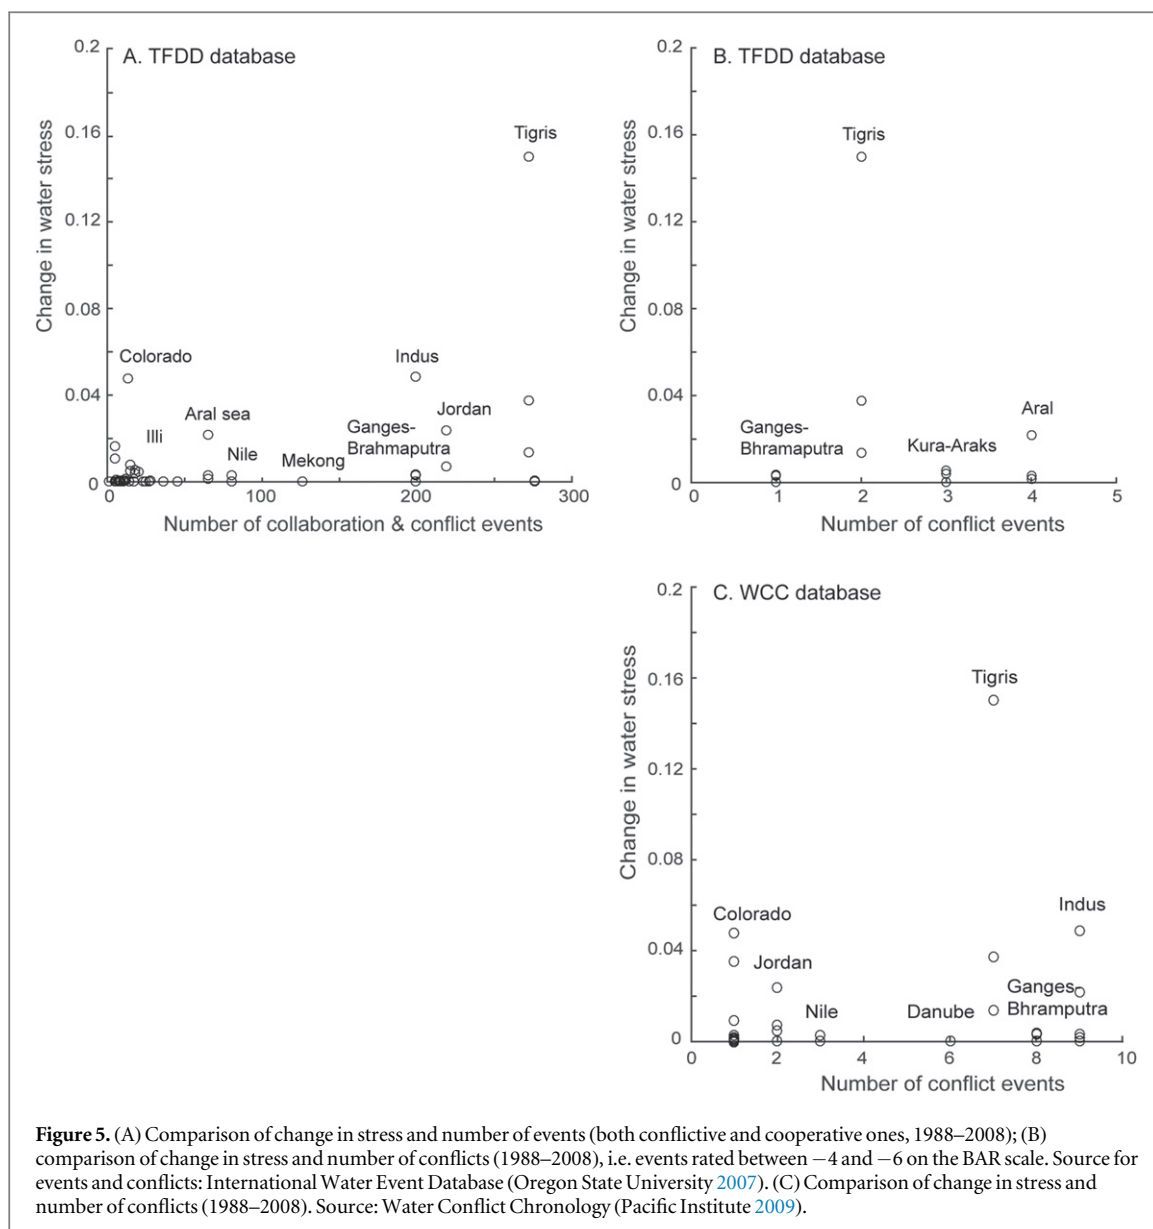 A. TFDD database
Change in water stress
0.2
0.16
0.12
0.08
0.04
0
Tigris
Colorado
Indus
Illi
Aral sea
Jordan
Nile
Ganges-
Brahmaputra
Mekong
0
100
200
300
Number of collaboration & conflict events
B. TFDD database
Change in water stress
0.2
0.16
0.12
0.08
0.04
0
Tigris
Ganges-
Bhramaputra
Kura-Araks
Aral
0
1
2
3
4
5
Number of conflict events
C. WCC database
Change in water stress
0.2
0.16
0.12
0.08
0.04
0
Tigris
Colorado
Indus
Jordan
Nile
Danube
Ganges-
Bhramputra
0
2
4
6
8
10
Number of conflict events
Figure 5. (A) Comparison of change in stress and number of events (both conflictive and cooperative ones, 1988–2008); (B)
comparison of change in stress and number of conflicts (1988–2008), i.e. events rated between −4 and −6 on the BAR scale. Source for
events and conflicts: International Water Event Database (Oregon State University 2007). (C) Comparison of change in stress and
number of conflicts (1988–2008). Source: Water Conflict Chronology (Pacific Institute 2009).